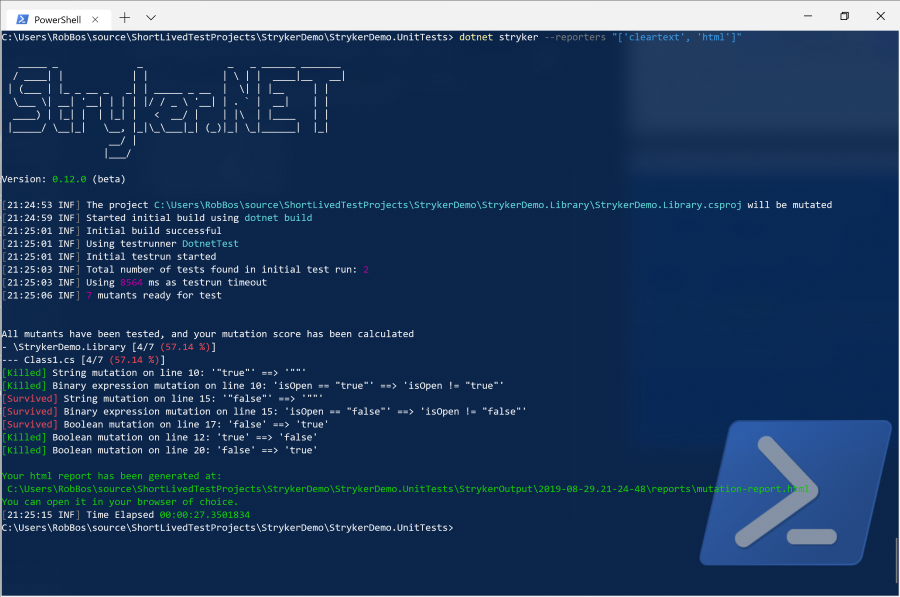 PowerShell
C:\Users\RobBos\source\ShortLivedTestProjects\StrykerDemo\StrykerDemo.UnitTests> dotnet stryker --reporters "['cleartext', 'html']"
Stryker.NET
Version: 0.12.0 (beta)
[21:24:53 INF] The project C:\Users\RobBos\source\ShortLivedTestProjects\StrykerDemo\StrykerDemo.Library\StrykerDemo.Library.csproj will be mutated
[21:24:59 INF] Started initial build using dotnet build
[21:25:01 INF] Initial build successful
[21:25:01 INF] Using testrunner DotnetTest
[21:25:01 INF] Initial testrun started
[21:25:03 INF] Total number of tests found in initial test run: 2
[21:25:03 INF] Using 8564 ms as testrun timeout
[21:25:06 INF] 7 mutants ready for test
All mutants have been tested, and your mutation score has been calculated
- \StrykerDemo.Library [4/7 (57.14 %)]
--- Class1.cs [4/7 (57.14 %)]
[Killed] String mutation on line 10: '"true"' ==> '""'
[Killed] Binary expression mutation on line 10: 'isOpen == "true"' ==> 'isOpen != "true"'
[Survived] String mutation on line 15: '"false"' ==> '""'
[Survived] Binary expression mutation on line 15: 'isOpen == "false"' ==> 'isOpen != "false"'
[Survived] Boolean mutation on line 17: 'false' ==> 'true'
[Killed] Boolean mutation on line 12: 'true' ==> 'false'
[Killed] Boolean mutation on line 20: 'false' ==> 'true'
Your html report has been generated at:
C:\Users\RobBos\source\ShortLivedTestProjects\StrykerDemo\StrykerDemo.UnitTests\StrykerOutput\2019-08-29.21-24-48\reports\mutation-report.html
You can open it in your browser of choice.
[21:25:15 INF] Time Elapsed 00:00:27.3501834
C:\Users\RobBos\source\ShortLivedTestProjects\StrykerDemo\StrykerDemo.UnitTests>